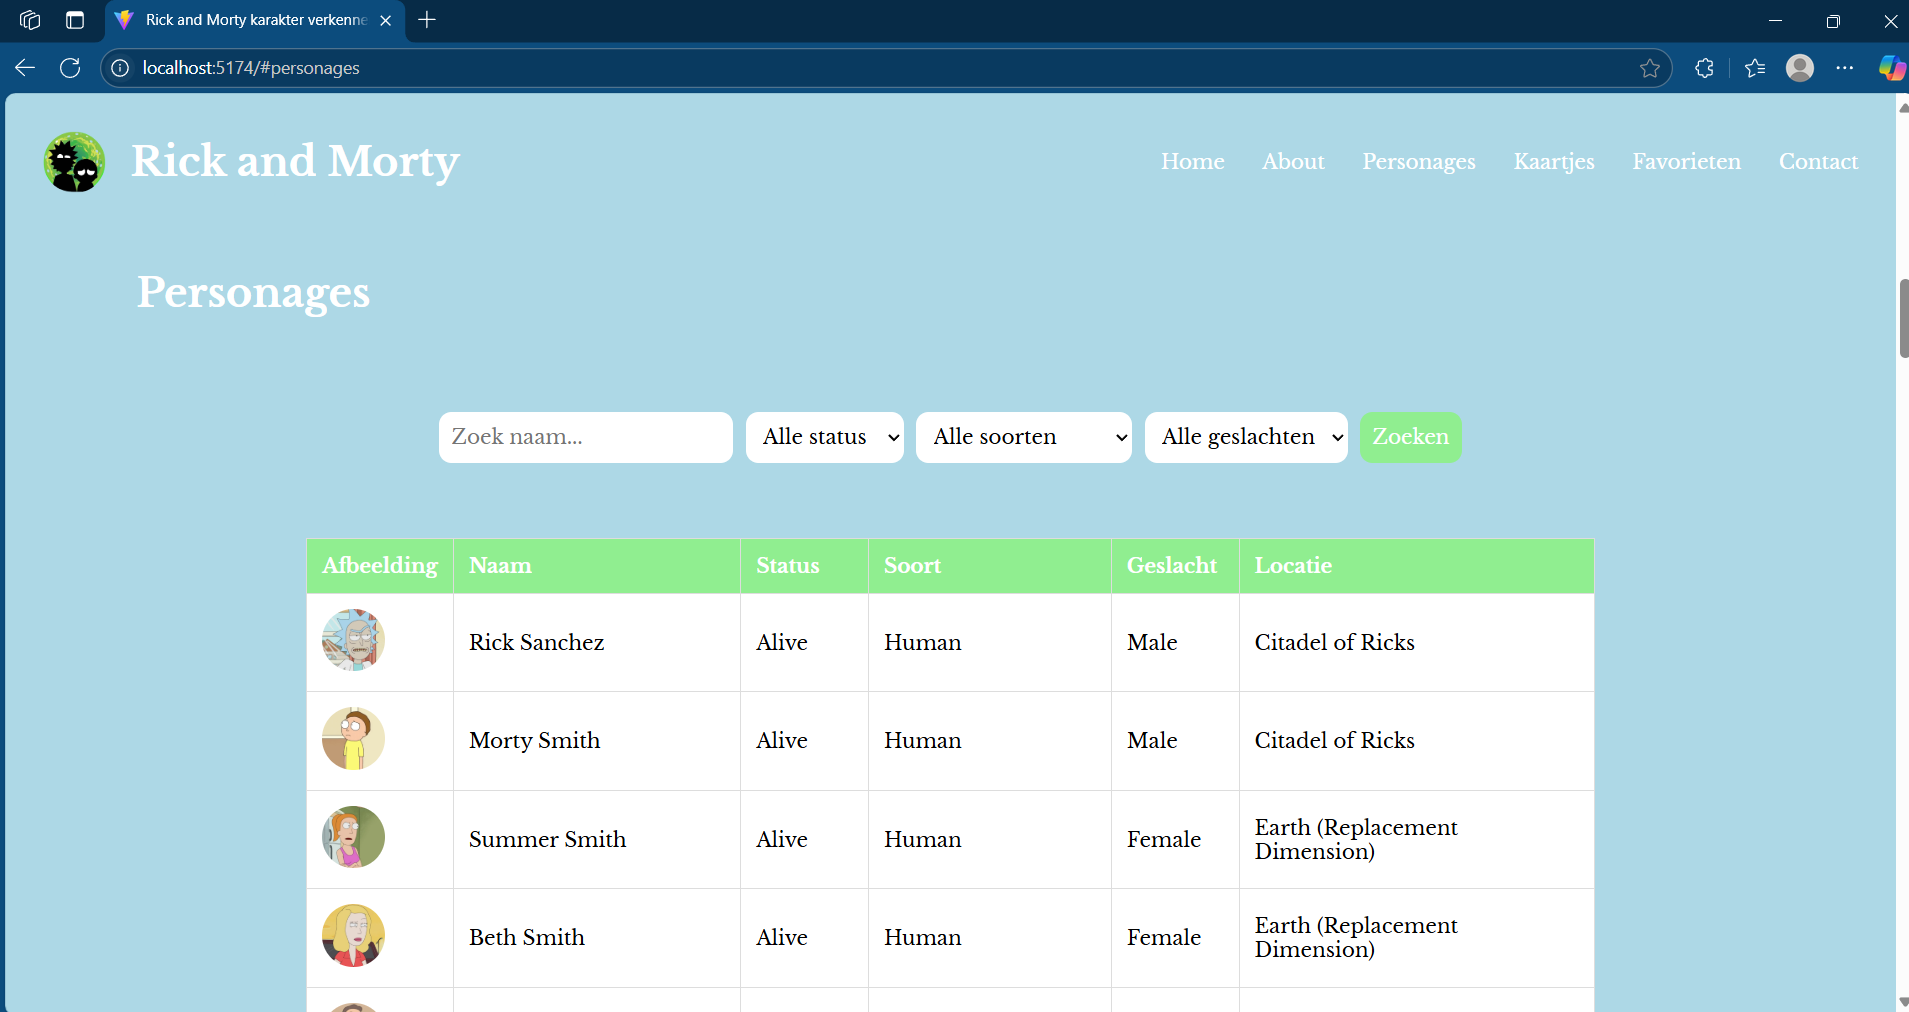 Rick and Morty karakter verkenne
localhost:5174/#personages
Rick and Morty
Home About Personages Kaartjes Favorieten Contact
Personages
Zoek naam... Alle status Alle soorten Alle geslachten Zoeken
Afbeelding Naam Status Soort Geslacht Locatie
Rick Sanchez Alive Human Male Citadel of Ricks
Morty Smith Alive Human Male Citadel of Ricks
Summer Smith Alive Human Female Earth (Replacement
Dimension)
Beth Smith Alive Human Female Earth (Replacement
Dimension)